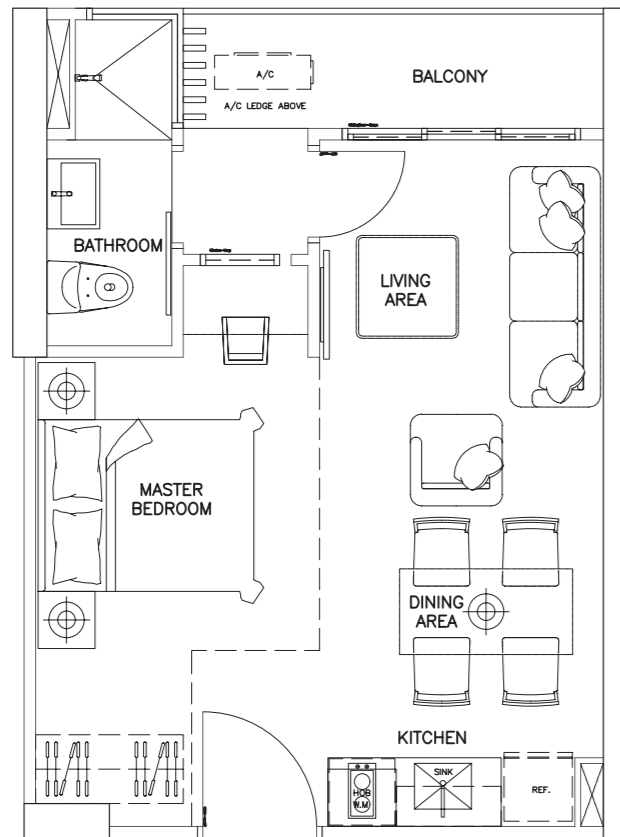 A/C
BALCONY
A/C LEDGE ABOVE
BATHROOM
LIVING
AREA
MASTER
BEDROOM
DINING
AREA
KITCHEN
SINK
HOB
W.M
REF.